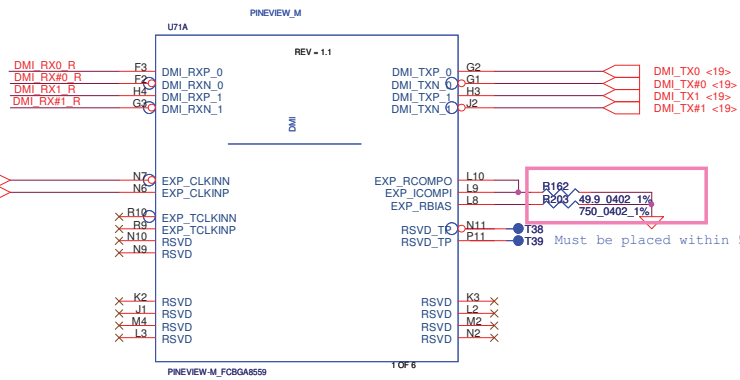 PINEVIEW_M
U71A
REV = 1.1
DMI_RX0_R F3 DMI_RXP_0 DMI_TXP_0 G2 DMI_TX0 <19>
DMI_RX#0_R F2 DMI_RXN_0 DMI_TXN_0 G1 DMI_TX#0 <19>
DMI_RX1_R H4 DMI_RXP_1 DMI_TXP_1 H3 DMI_TX1 <19>
DMI_RX#1_R G3 DMI_RXN_1 DMI_TXN_1 J2 DMI_TX#1 <19>
DMI
N7 EXP_CLKINN EXP_RCOMPO L10
N6 EXP_CLKINP EXP_ICOMPI L9 R162 49.9_0402_1%
EXP_RBIAS L8 R203 750_0402_1%
R10 EXP_TCLKINN
R9 EXP_TCLKINP RSVD_TP N11 T38
N10 RSVD RSVD_TP P11 T39 Must be placed within
N9 RSVD
K2 RSVD RSVD K3
J1 RSVD RSVD L2
M4 RSVD RSVD M2
L3 RSVD RSVD N2
PINEVIEW-M_FCBGA8559
1 OF 6